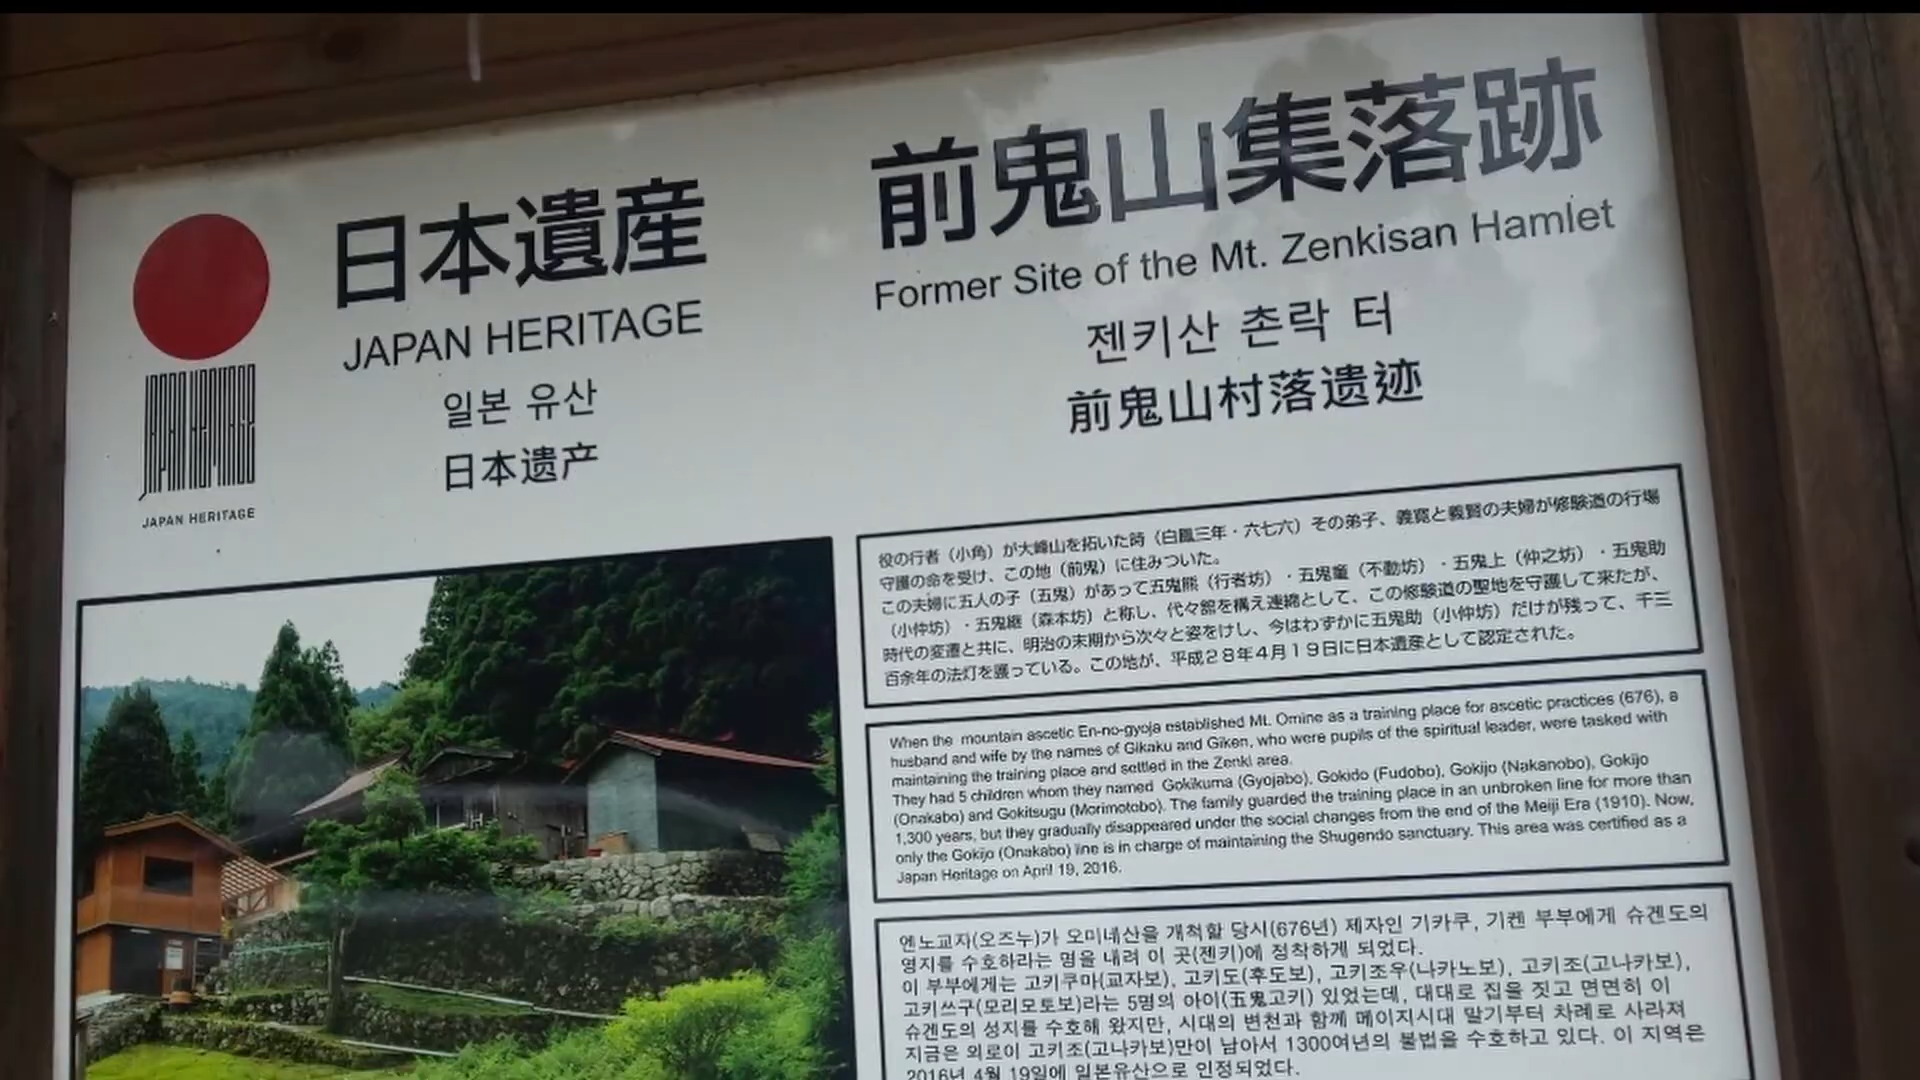 日本遺産
JAPAN HERITAGE
일본 유산
日本遗产
JAPAN HERITAGE
JAPAN HERITAGE
前鬼山集落跡
Former Site of the Mt. Zenkisan Hamlet
젠키산 촌락 터
前鬼山村落遗迹
役の行者（小角）が大峰山を拓いた時（白鳳三年・六七六）その弟子、義寛と義賢の夫婦が修験道の行場
守護の命を受け、この地（前鬼）に住みついた。
この夫婦に五人の子（五鬼）があって五鬼熊（行者坊）・五鬼童（不動坊）・五鬼上（仲之坊）・五鬼助
（小仲坊）・五鬼継（森本坊）と称し、代々館を構え連綿として、この修験道の聖地を守護して来たが、
時代の変遷と共に、明治の末期から次々と姿をけし、今はわずかに五鬼助（小仲坊）だけが残って、千三
百余年の法灯を護っている。この地が、平成２８年４月１９日に日本遺産として認定された。
When the mountain ascetic En-no-gyoja established Mt. Omine as a training place for ascetic practices (676), a
husband and wife by the names of Gikaku and Giken, who were pupils of the spiritual leader, were tasked with
maintaining the training place and settled in the Zenki area.
They had 5 children whom they named Gokikuma (Gyojabo), Gokido (Fudobo), Gokijo (Nakanobo), Gokijo
(Onakabo) and Gokitsugu (Morimotobo). The family guarded the training place in an unbroken line for more than
1,300 years, but they gradually disappeared under the social changes from the end of the Meiji Era (1910). Now,
only the Gokijo (Onakabo) line is in charge of maintaining the Shugendo sanctuary. This area was certified as a
Japan Heritage on April 19, 2016.
엔노교자(오즈누)가 오미네산을 개척할 당시(676년) 제자인 기카쿠, 기켄 부부에게 슈겐도의
영지를 수호하라는 명을 내려 이 곳(젠키)에 정착하게 되었다.
이 부부에게는 고키쿠마(교자보), 고키도(후도보), 고키조우(나카노보), 고키조(고나카보),
고키쓰구(모리모토보)라는 5명의 아이(五鬼고키) 있었는데, 대대로 집을 짓고 면면히 이
슈겐도의 성지를 수호해 왔지만, 시대의 변천과 함께 메이지시대 말기부터 차례로 사라져
지금은 외로이 고키조(고나카보)만이 남아서 1300여년의 불법을 수호하고 있다. 이 지역은
2016년 4월 19일에 일본유산으로 인정되었다.